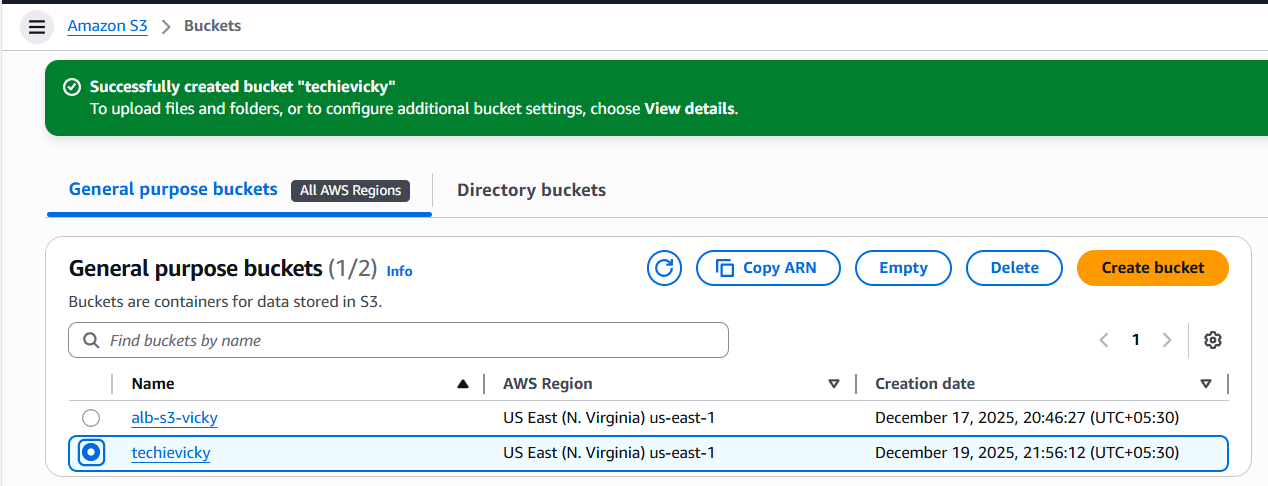 Amazon S3 > Buckets
Successfully created bucket "techievicky"
To upload files and folders, or to configure additional bucket settings, choose View details.
General purpose buckets All AWS Regions Directory buckets
General purpose buckets (1/2) Info Copy ARN Empty Delete Create bucket
Buckets are containers for data stored in S3.
Find buckets by name 1
Name AWS Region Creation date
alb-s3-vicky US East (N. Virginia) us-east-1 December 17, 2025, 20:46:27 (UTC+05:30)
techievicky US East (N. Virginia) us-east-1 December 19, 2025, 21:56:12 (UTC+05:30)